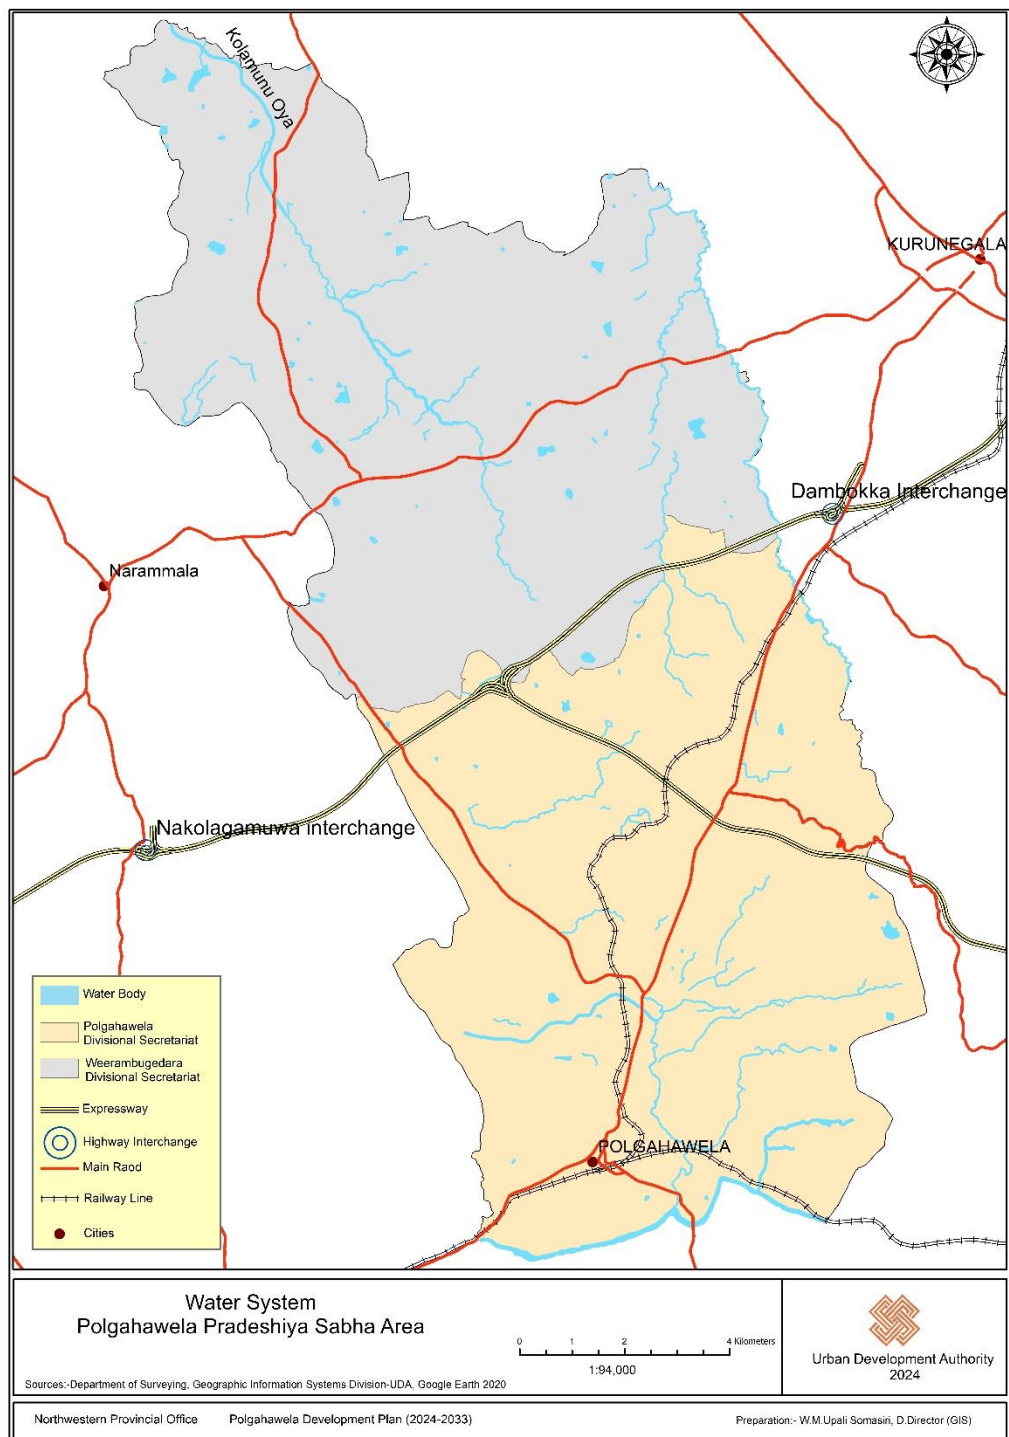 Kolamunu Oya
KURUNEGALA
Dambokka Interchange
Narammala
Nakolagamuwa interchange
POLGAHAWELA
Water Body
Polgahawela
Divisional Secretariat
Weerambugedara
Divisional Secretariat
Expressway
Highway Interchange
Main Raod
Railway Line
Cities
Water System
Polgahawela Pradeshiya Sabha Area
0 1 2 4 Kilometers
1:94,000
Sources:-Department of Surveying, Geographic Information Systems Division-UDA, Google Earth 2020
Urban Development Authority
2024
Northwestern Provincial Office Polgahawela Development Plan (2024-2033) Preparation:- W.M.Upali Somasiri, D.Director (GIS)